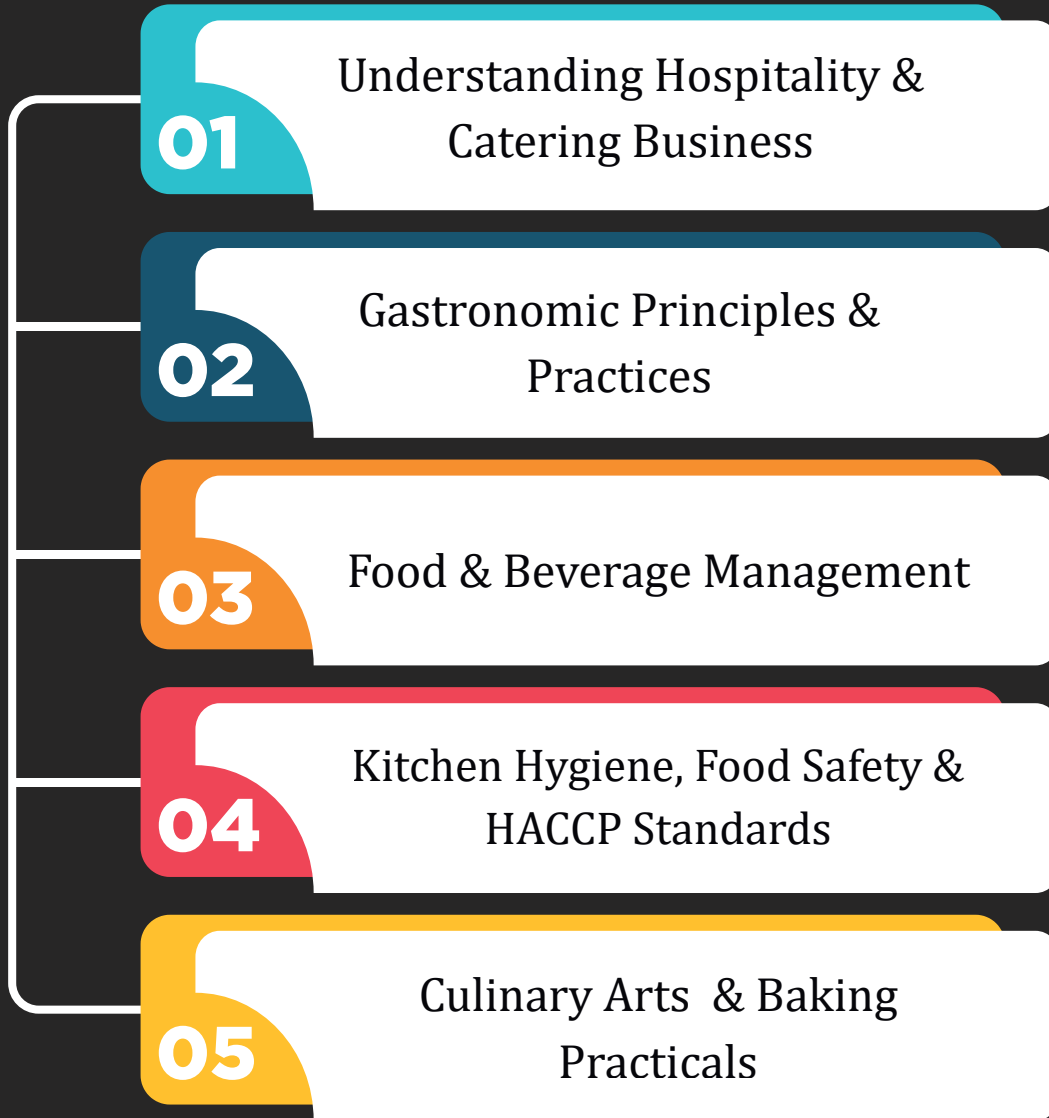 01
Understanding Hospitality &
Catering Business
02
Gastronomic Principles &
Practices
03
Food & Beverage Management
04
Kitchen Hygiene, Food Safety &
HACCP Standards
05
Culinary Arts  & Baking
Practicals